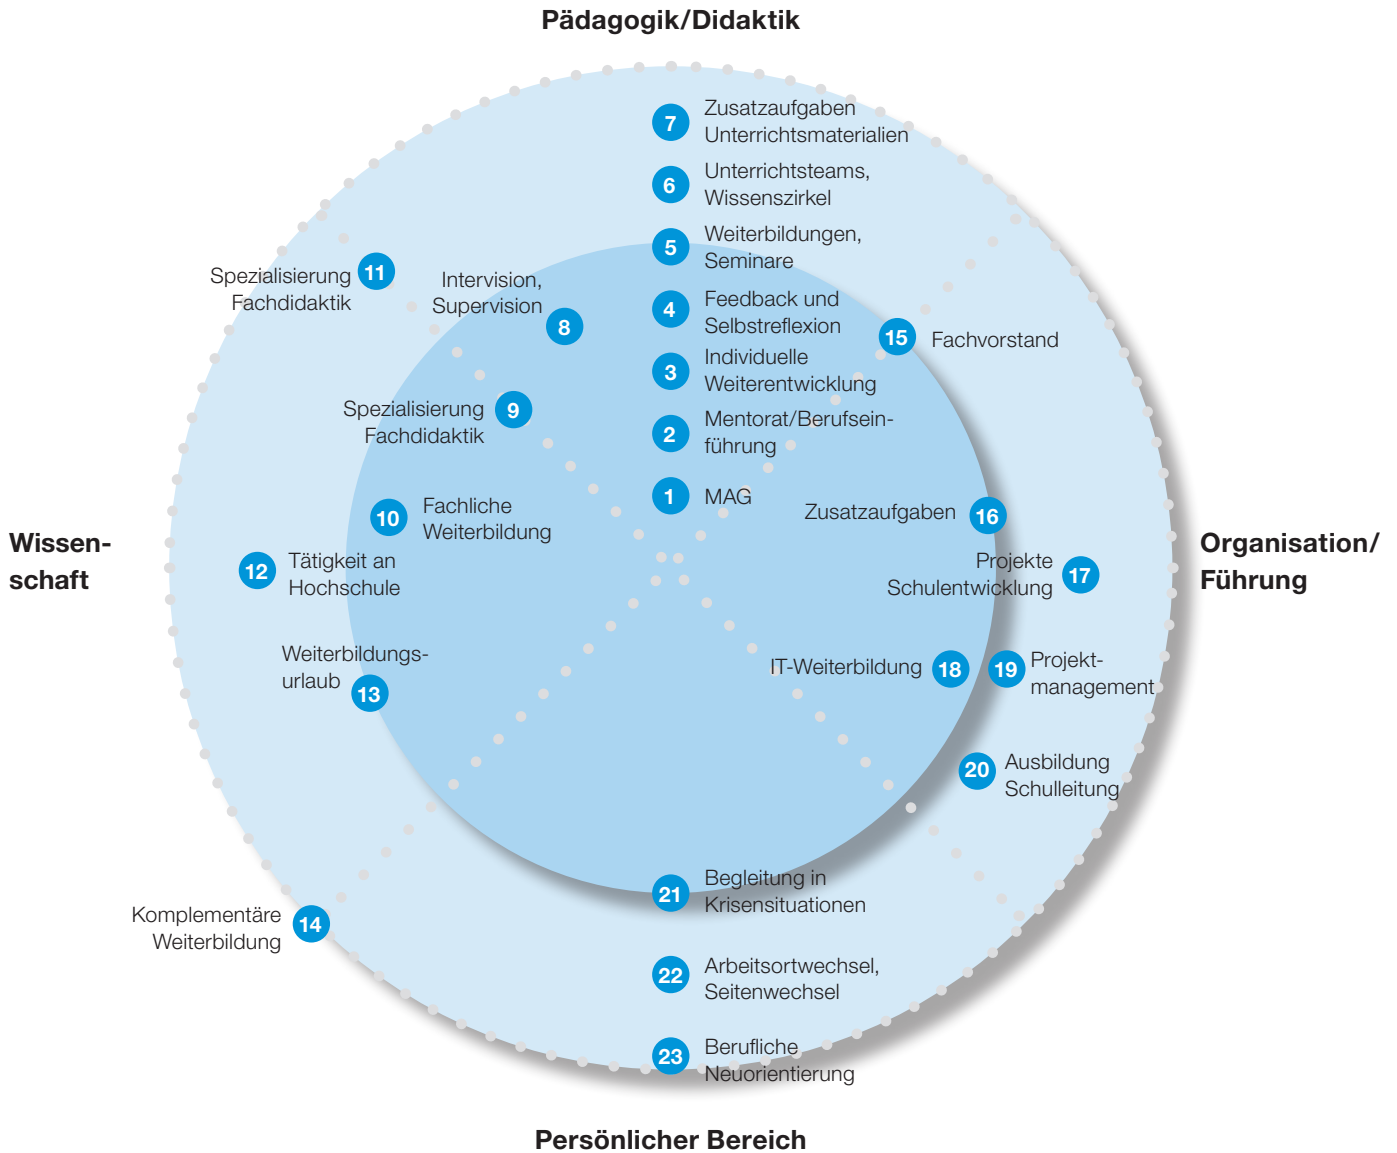 Pädagogik/Didaktik
7
Zusatzaufgaben
Unterrichtsmaterialien
6
Unterrichtsteams,
Wissenszirkel
5
Weiterbildungen,
Seminare
4
Feedback und
Selbstreflexion
3
Individuelle
Weiterentwicklung
2
Mentorat/Berufsein-
führung
1
MAG
8
Intervision,
Supervision
9
Spezialisierung
Fachdidaktik
10
Fachliche
Weiterbildung
11
Spezialisierung
Fachdidaktik
Wissen-
schaft
12
Tätigkeit an
Hochschule
13
Weiterbildungs-
urlaub
14
Komplementäre
Weiterbildung
15
Fachvorstand
16
Zusatzaufgaben
17
Projekte
Schulentwicklung
Organisation/
Führung
18
IT-Weiterbildung
19
Projekt-
management
20
Ausbildung
Schulleitung
21
Begleitung in
Krisensituationen
22
Arbeitsortwechsel,
Seitenwechsel
23
Berufliche
Neuorientierung
Persönlicher Bereich